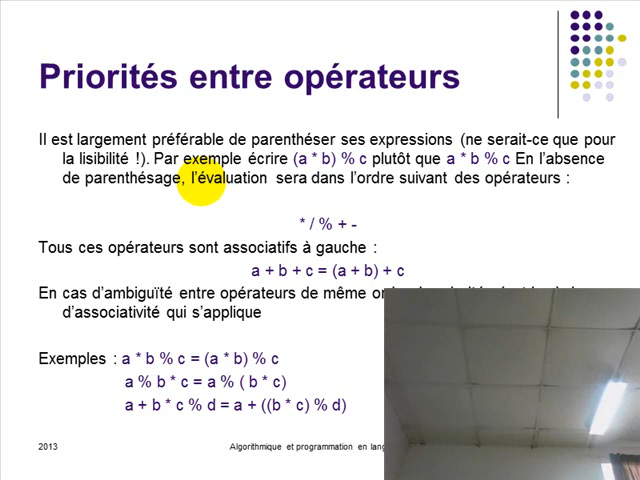 Priorités entre opérateurs
Il est largement préférable de parenthéser ses expressions (ne serait-ce que pour
la lisibilité !). Par exemple écrire (a * b) % c plutôt que a * b % c En l’absence
de parenthésage, l’évaluation sera dans l’ordre suivant des opérateurs :
* / % + -
Tous ces opérateurs sont associatifs à gauche :
a + b + c = (a + b) + c
En cas d’ambiguïté entre opérateurs de même
d’associativité qui s’applique
Exemples : a * b % c = (a * b) % c
a % b * c = a % ( b * c)
a + b * c % d = a + ((b * c) % d)
2013
Algorithmique et programmation en